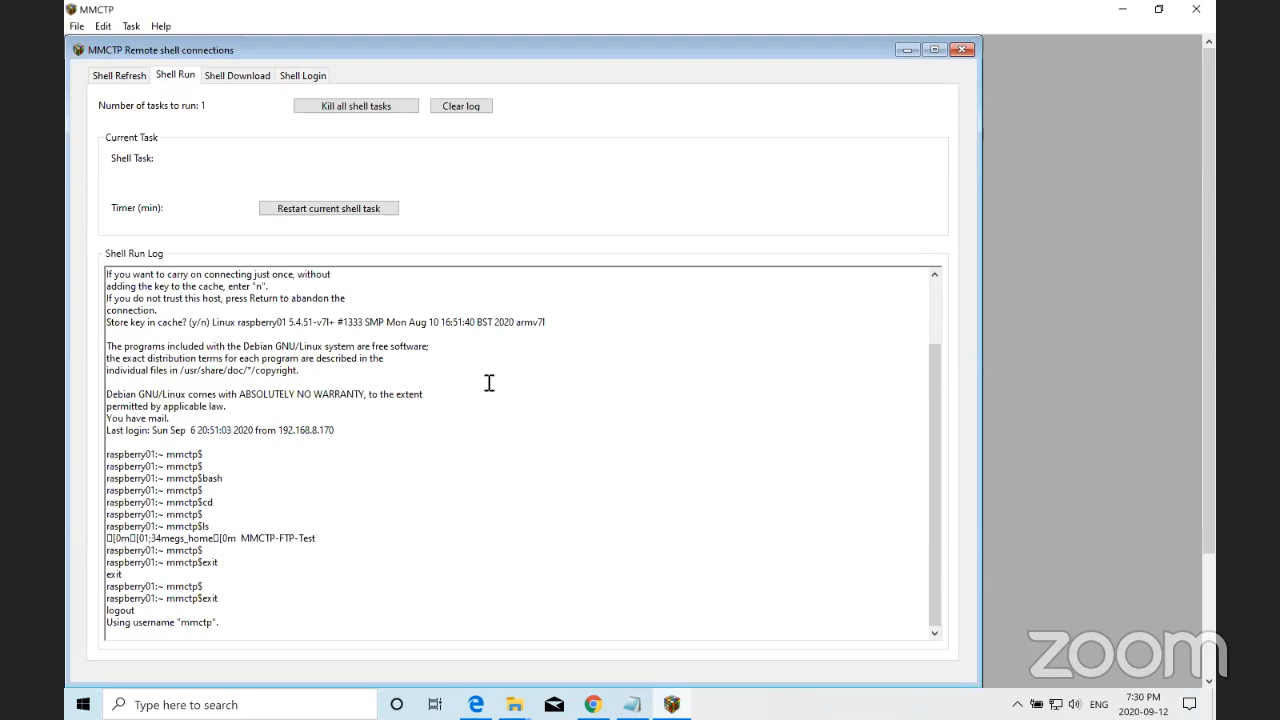 MMCTP
File Edit Task Help
MMCTP Remote shell connections
Shell Refresh Shell Run Shell Download Shell Login
Number of tasks to run: 1 Kill all shell tasks Clear log
Current Task
Shell Task:
Timer (min): Restart current shell task
Shell Run Log
If you want to carry on connecting just once, without
adding the key to the cache, enter "n".
If you do not trust this host, press Return to abandon the
connection.
Store key in cache? (y/n) Linux raspberry01 5.4.51-v7l+ #1333 SMP Mon Aug 10 16:51:40 BST 2020 armv7l
The programs included with the Debian GNU/Linux system are free software;
the exact distribution terms for each program are described in the
individual files in /usr/share/doc/*/copyright.
Debian GNU/Linux comes with ABSOLUTELY NO WARRANTY, to the extent
permitted by applicable law.
You have mail.
Last login: Sun Sep 6 20:51:03 2020 from 192.168.8.170
raspberry01:~ mmctp$
raspberry01:~ mmctp$
raspberry01:~ mmctp$bash
raspberry01:~ mmctp$
raspberry01:~ mmctp$cd
raspberry01:~ mmctp$
raspberry01:~ mmctp$ls
[0m[01;34megs_home[0m MMCTP-FTP-Test
raspberry01:~ mmctp$
raspberry01:~ mmctp$exit
exit
raspberry01:~ mmctp$
raspberry01:~ mmctp$exit
logout
Using username "mmctp".
zoom
Type here to search
ENG
7:30 PM
2020-09-12